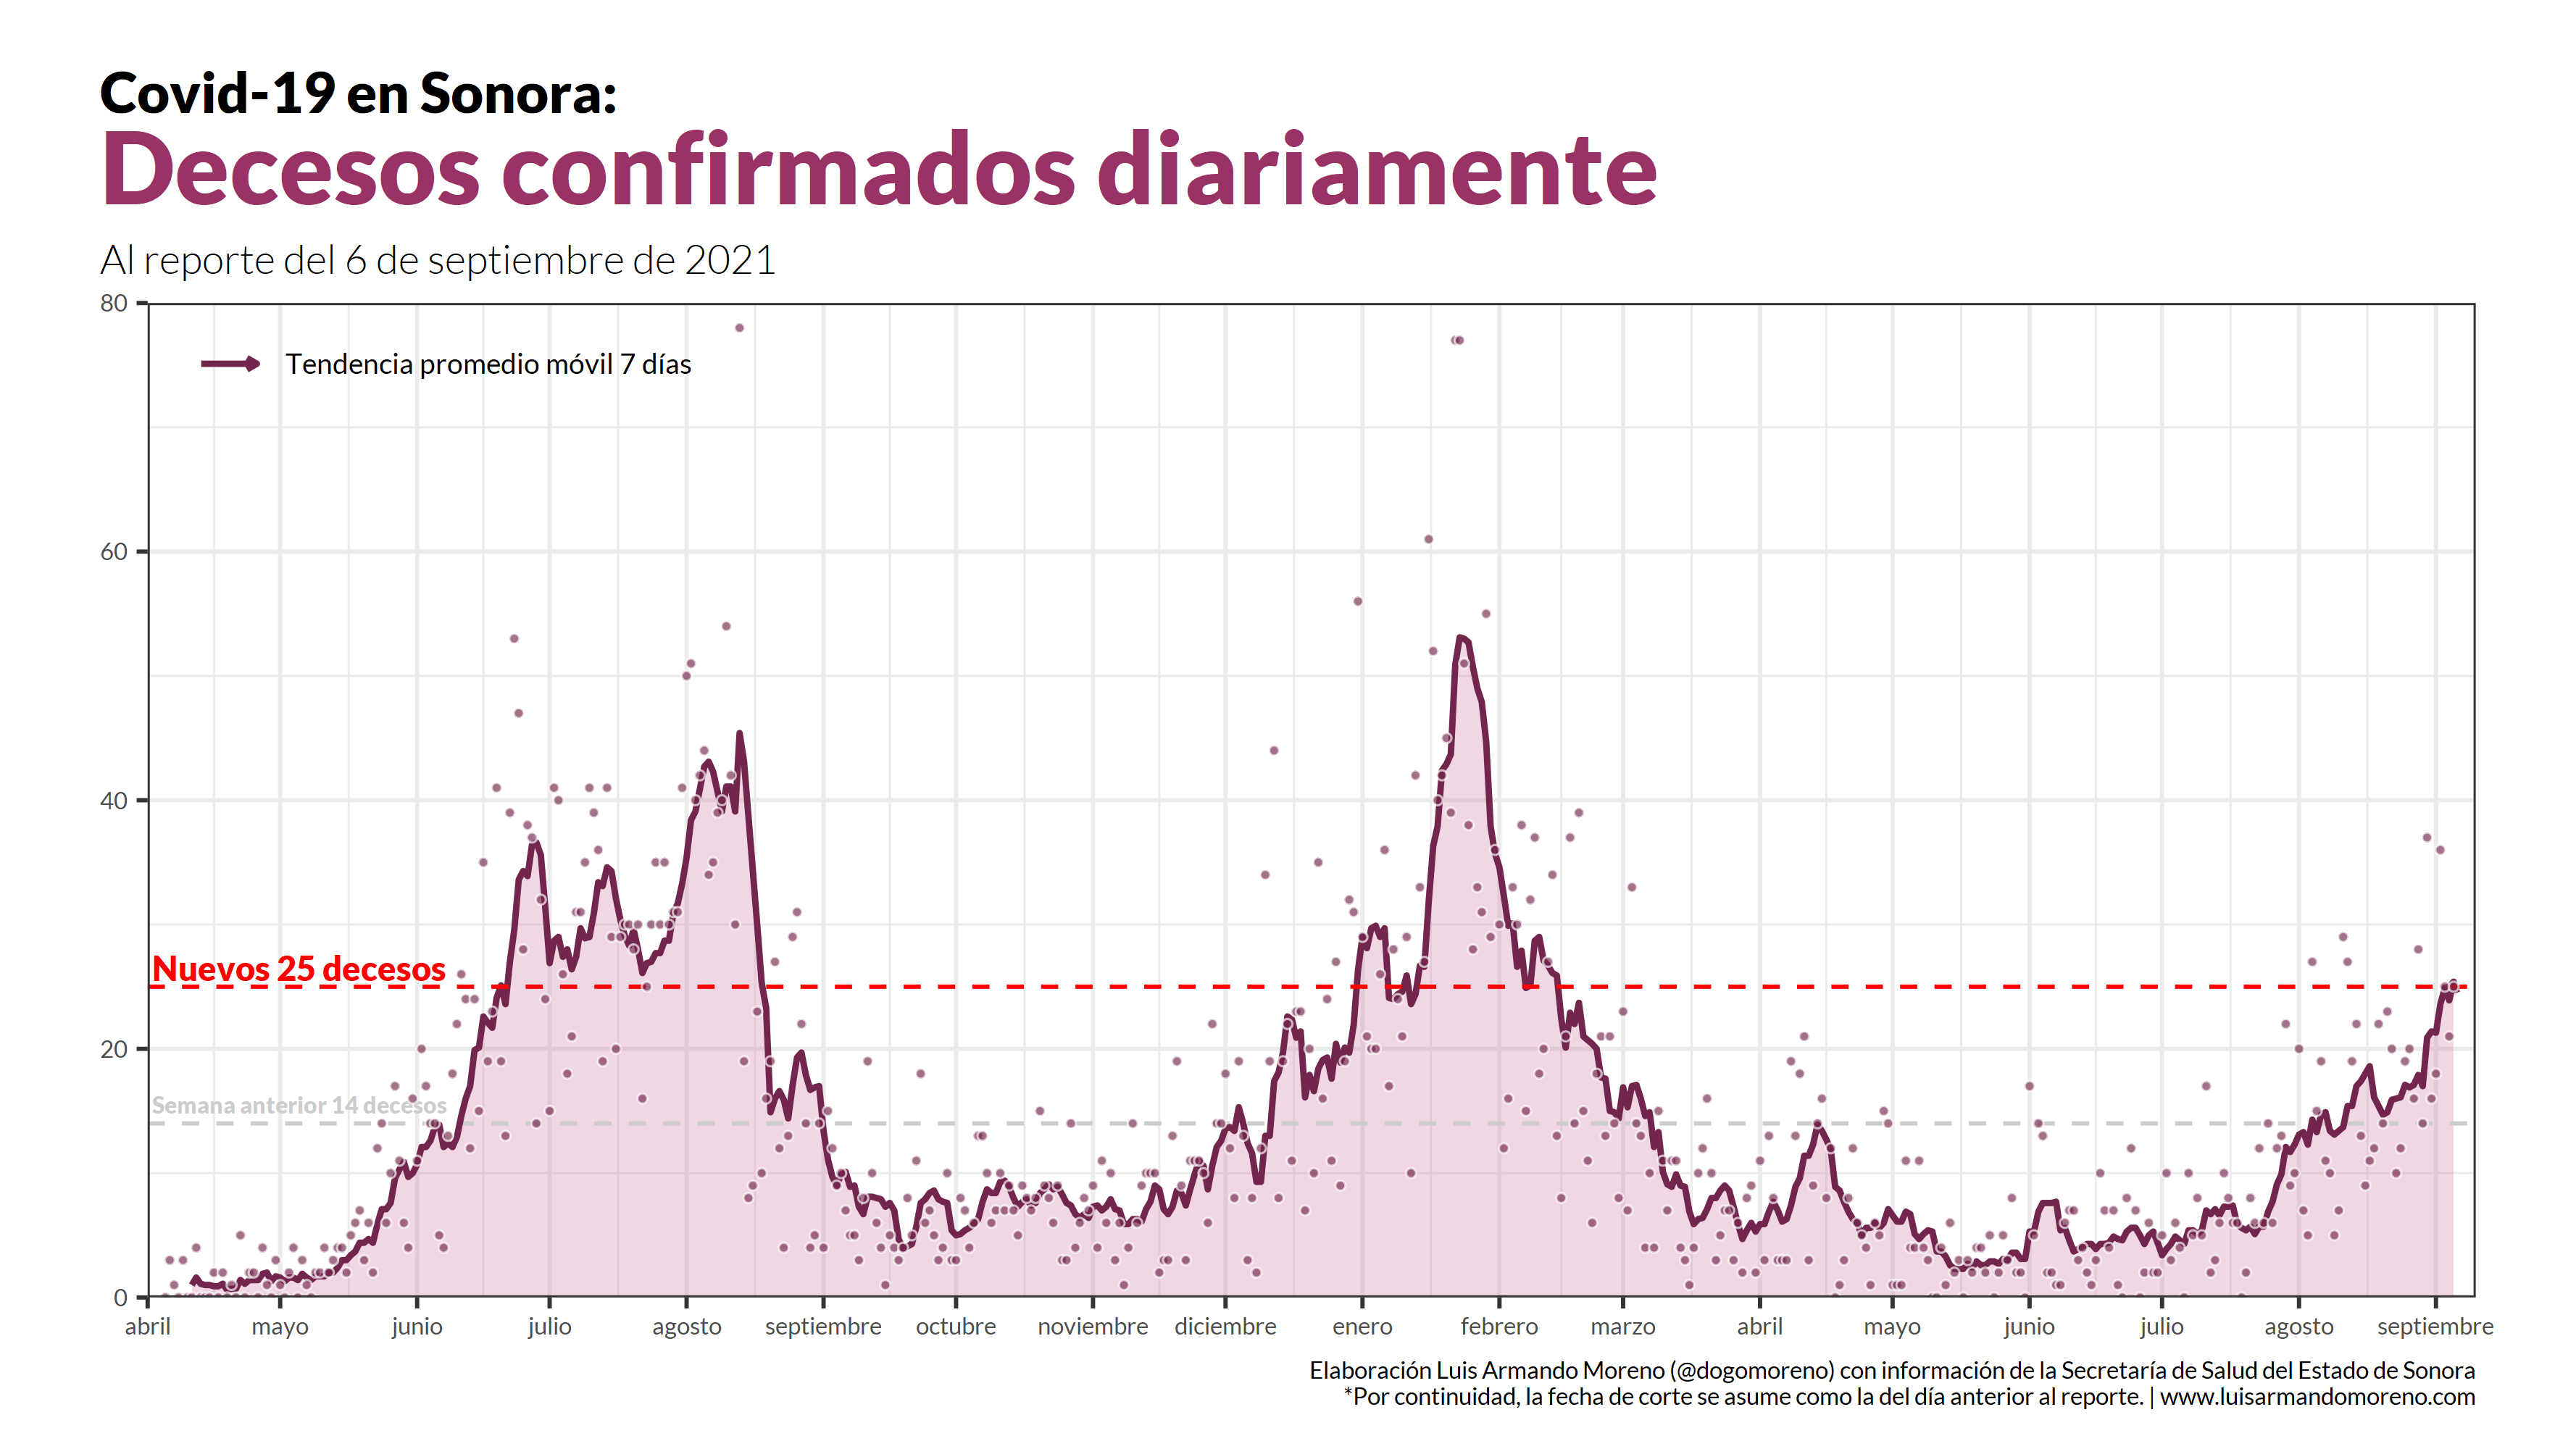 Covid-19 en Sonora:
Decesos confirmados diariamente
Al reporte del 6 de septiembre de 2021
80
Tendencia promedio móvil 7 días
60
40
Nuevos 25 decesos
20
Semana anterior 14 decesos
0
abril mayo junio julio agosto septiembre octubre noviembre diciembre enero febrero marzo abril mayo junio julio agosto septiembre
Elaboración Luis Armando Moreno (@dogomoreno) con información de la Secretaría de Salud del Estado de Sonora
*Por continuidad, la fecha de corte se asume como la del día anterior al reporte. | www.luisarmandomoreno.com